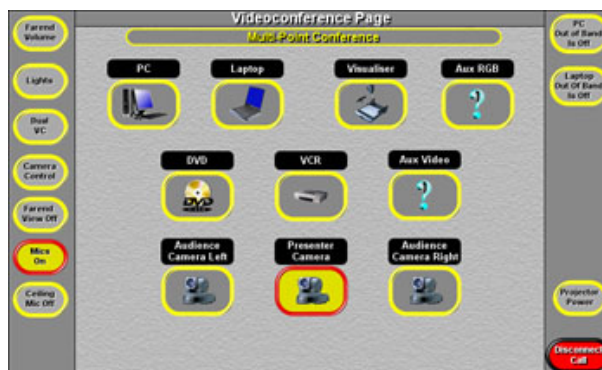 Videoconference Page
Multi-Point Conference
Farend
Volume
Lights
Dual
VC
Camera
Control
Farend
View Off
Mics
On
Ceiling
Mic Off
PC
Laptop
Visualiser
Aux RGB
DVD
VCR
Aux Video
DVD
Audience
Camera Left
Presenter
Camera
Audience
Camera Right
PC
Out of Band
Is Off
Laptop
Out Of Band
Is Off
Projector
Power
Disconnect
Call